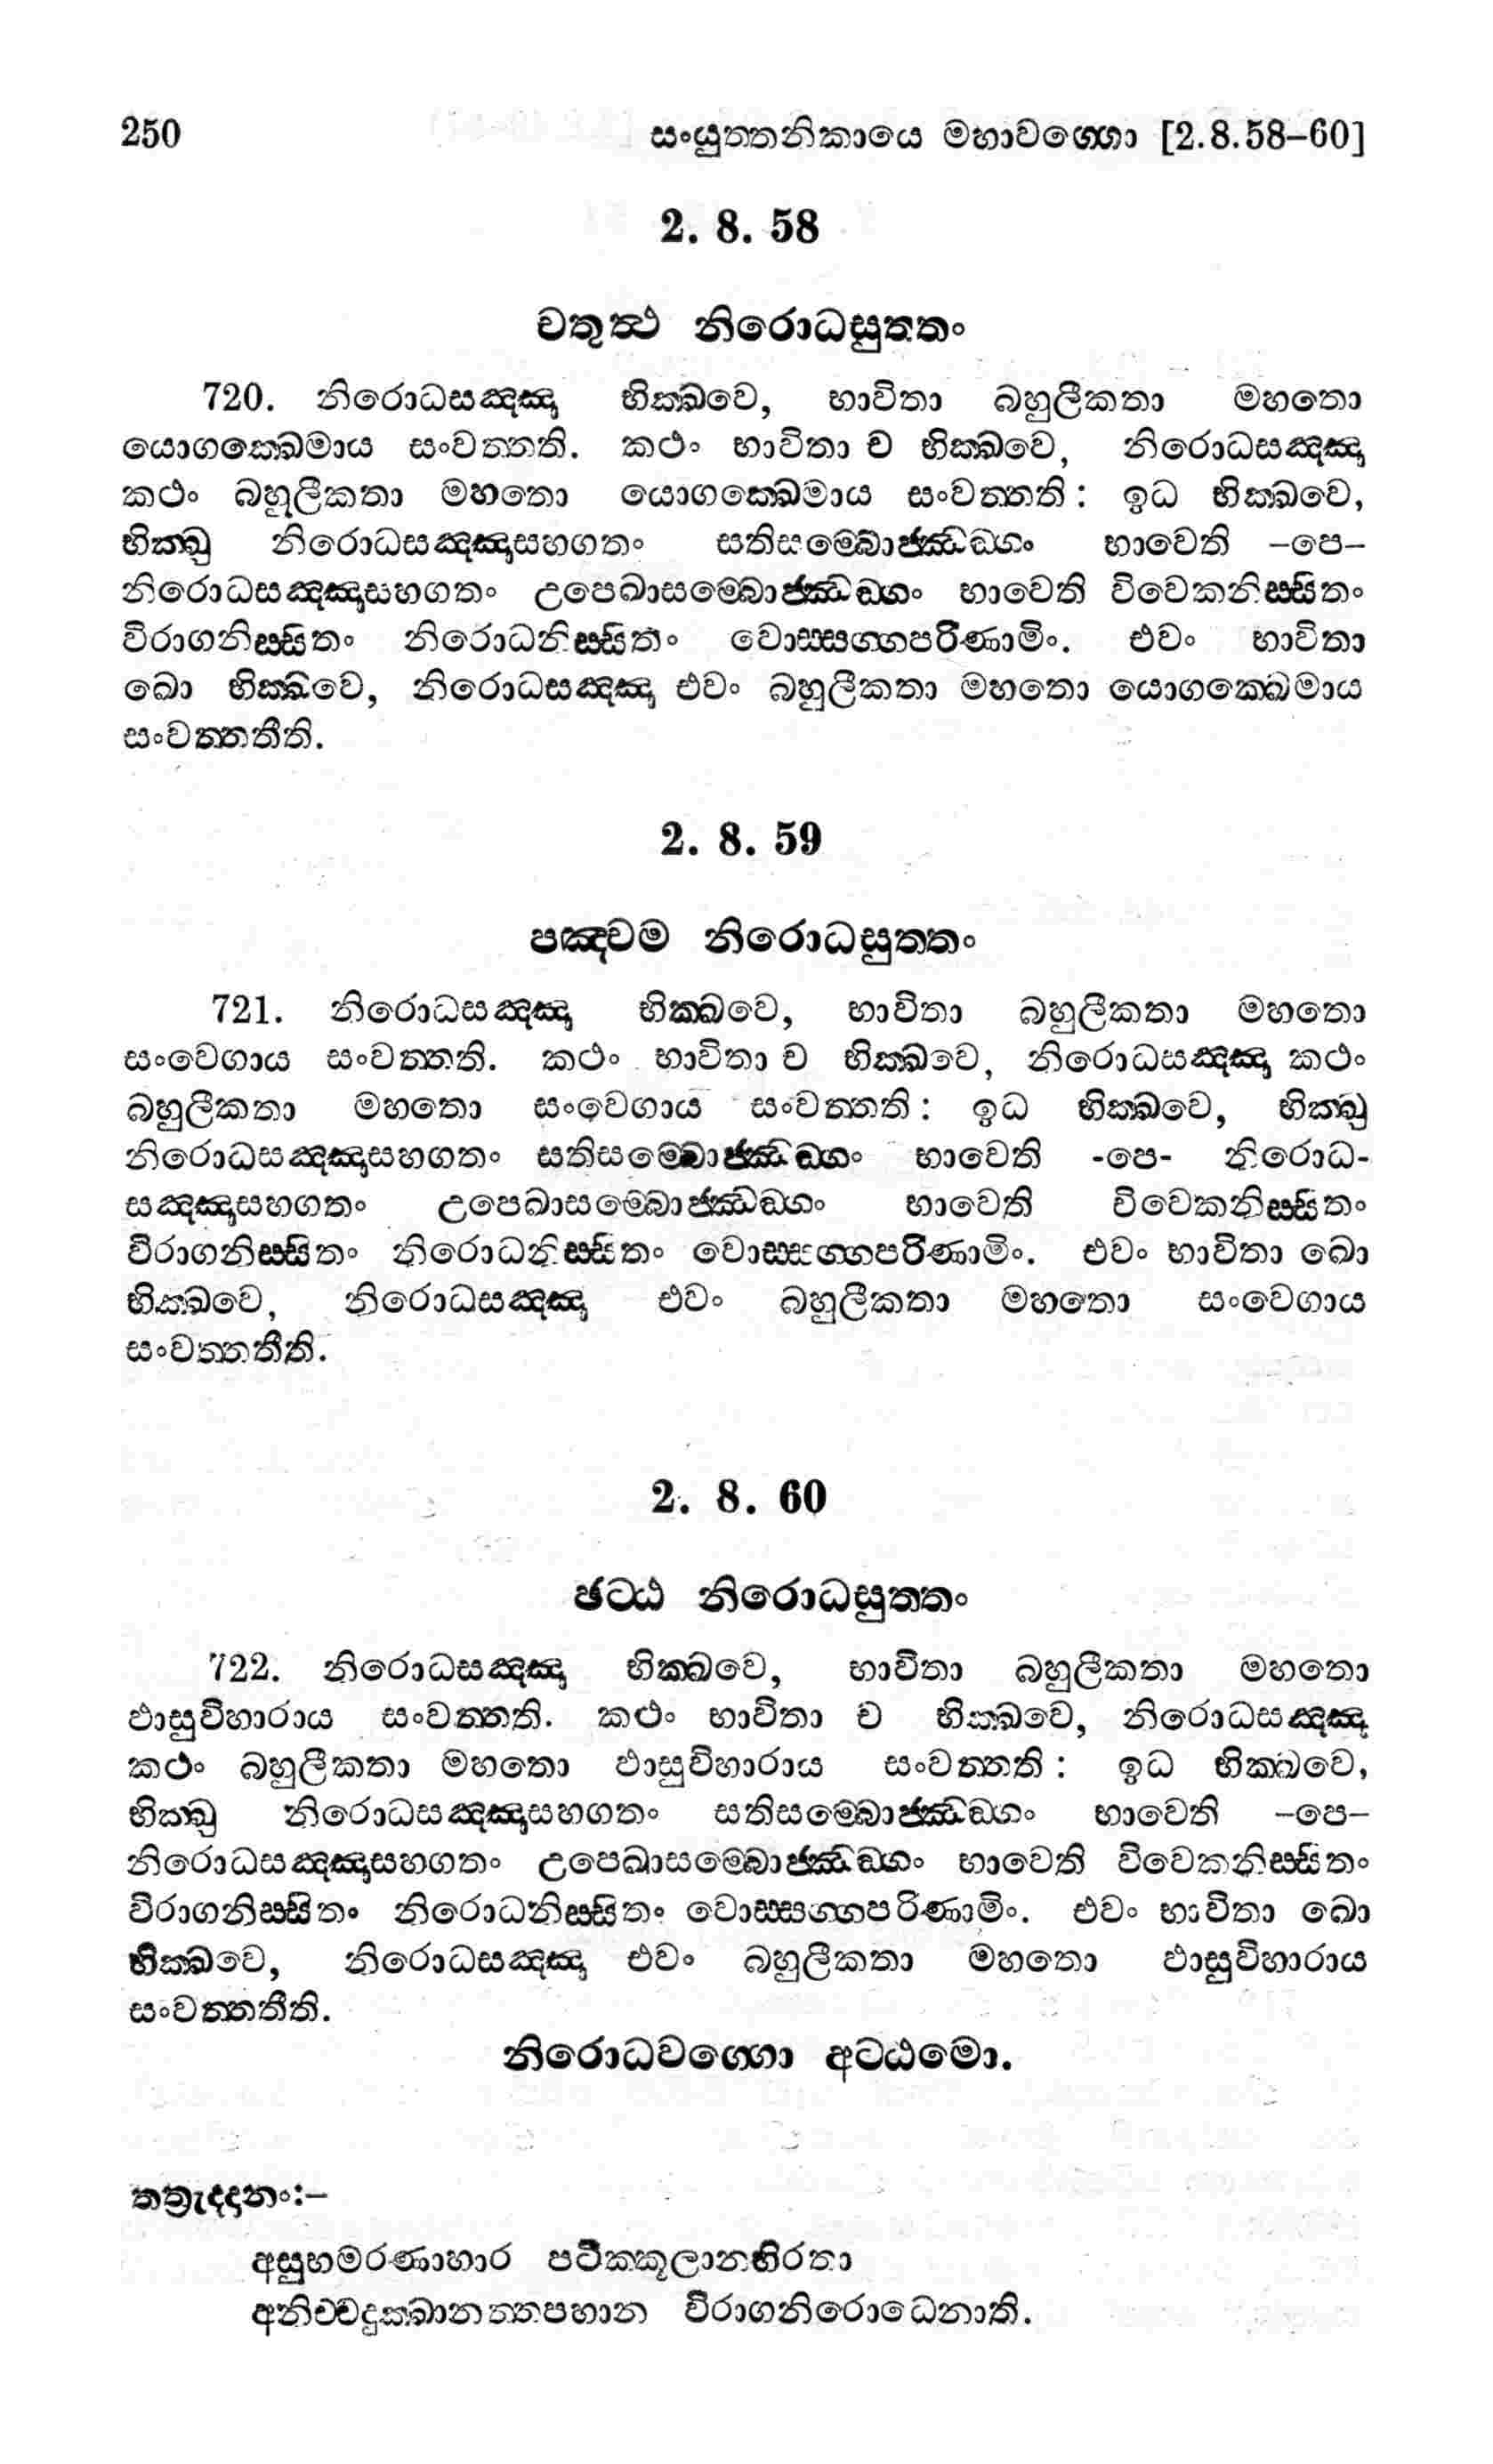 250 සංයුත්තනිකායෙ මහාවග්ගො [2.8.58–60]
2. 8. 58
චතුත්ථ නිරොධසුත්තං
720. නිරොධසඤ්ඤා භික්ඛවෙ, භාවිතා බහුලීකතා මහතො
යොගක්ඛෙමාය සංවත්තති. කථං භාවිතා ච භික්ඛවෙ, නිරොධසඤ්ඤා
කථං බහුලීකතා මහතො යොගක්ඛෙමාය සංවත්තති : ඉධ භික්ඛවෙ,
භික්ඛු නිරොධසඤ්ඤාසහගතං සතිසම්බොජ්ඣඞ්ගං භාවෙති –පෙ–
නිරොධසඤ්ඤාසහගතං උපෙඛාසම්බොජ්ඣඞ්ගං භාවෙති විවෙකනිස්සිතං
විරාගනිස්සිතං නිරොධනිස්සිතං වොස්සග්ගපරිණාමිං. එවං භාවිතා
ඛො භික්ඛවෙ, නිරොධසඤ්ඤා එවං බහුලීකතා මහතො යොගක්ඛෙමාය
සංවත්තතීති.
2. 8. 59
පඤ්චම නිරොධසුත්තං
721. නිරොධසඤ්ඤා භික්ඛවෙ, භාවිතා බහුලීකතා මහතො
සංවෙගාය සංවත්තති. කථං භාවිතා ච භික්ඛවෙ, නිරොධසඤ්ඤා කථං
බහුලීකතා මහතො සංවෙගාය සංවත්තති : ඉධ භික්ඛවෙ, භික්ඛු
නිරොධසඤ්ඤාසහගතං සතිසම්බොජ්ඣඞ්ගං භාවෙති -පෙ- නිරොධ-
සඤ්ඤාසහගතං උපෙඛාසම්බොජ්ඣඞ්ගං භාවෙති විවෙකනිස්සිතං
විරාගනිස්සිතං නිරොධනිස්සිතං වොස්සග්ගපරිණාමිං. එවං භාවිතා ඛො
භික්ඛවෙ, නිරොධසඤ්ඤා එවං බහුලීකතා මහතො සංවෙගාය
සංවත්තතීති.
2. 8. 60
ඡට්ඨ නිරොධසුත්තං
722. නිරොධසඤ්ඤා භික්ඛවෙ, භාවිතා බහුලීකතා මහතො
ඵාසුවිහාරාය සංවත්තති. කථං භාවිතා ච භික්ඛවෙ, නිරොධසඤ්ඤා
කථං බහුලීකතා මහතො ඵාසුවිහාරාය සංවත්තති : ඉධ භික්ඛවෙ,
භික්ඛු නිරොධසඤ්ඤාසහගතං සතිසම්බොජ්ඣඞ්ගං භාවෙති –පෙ–
නිරොධසඤ්ඤාසහගතං උපෙඛාසම්බොජ්ඣඞ්ගං භාවෙති විවෙකනිස්සිතං
විරාගනිස්සිතං නිරොධනිස්සිතං වොස්සග්ගපරිණාමිං. එවං භාවිතා ඛො
භික්ඛවෙ, නිරොධසඤ්ඤා එවං බහුලීකතා මහතො ඵාසුවිහාරාය
සංවත්තතීති.
නිරොධවග්ගො අට්ඨමො.
තත්‍රුද්දානං:–
අසුභමරණාහාර පටික්කූලානභිරතා
අනිච්චදුක්ඛානත්තපහාන විරාගනිරොධෙනාති.